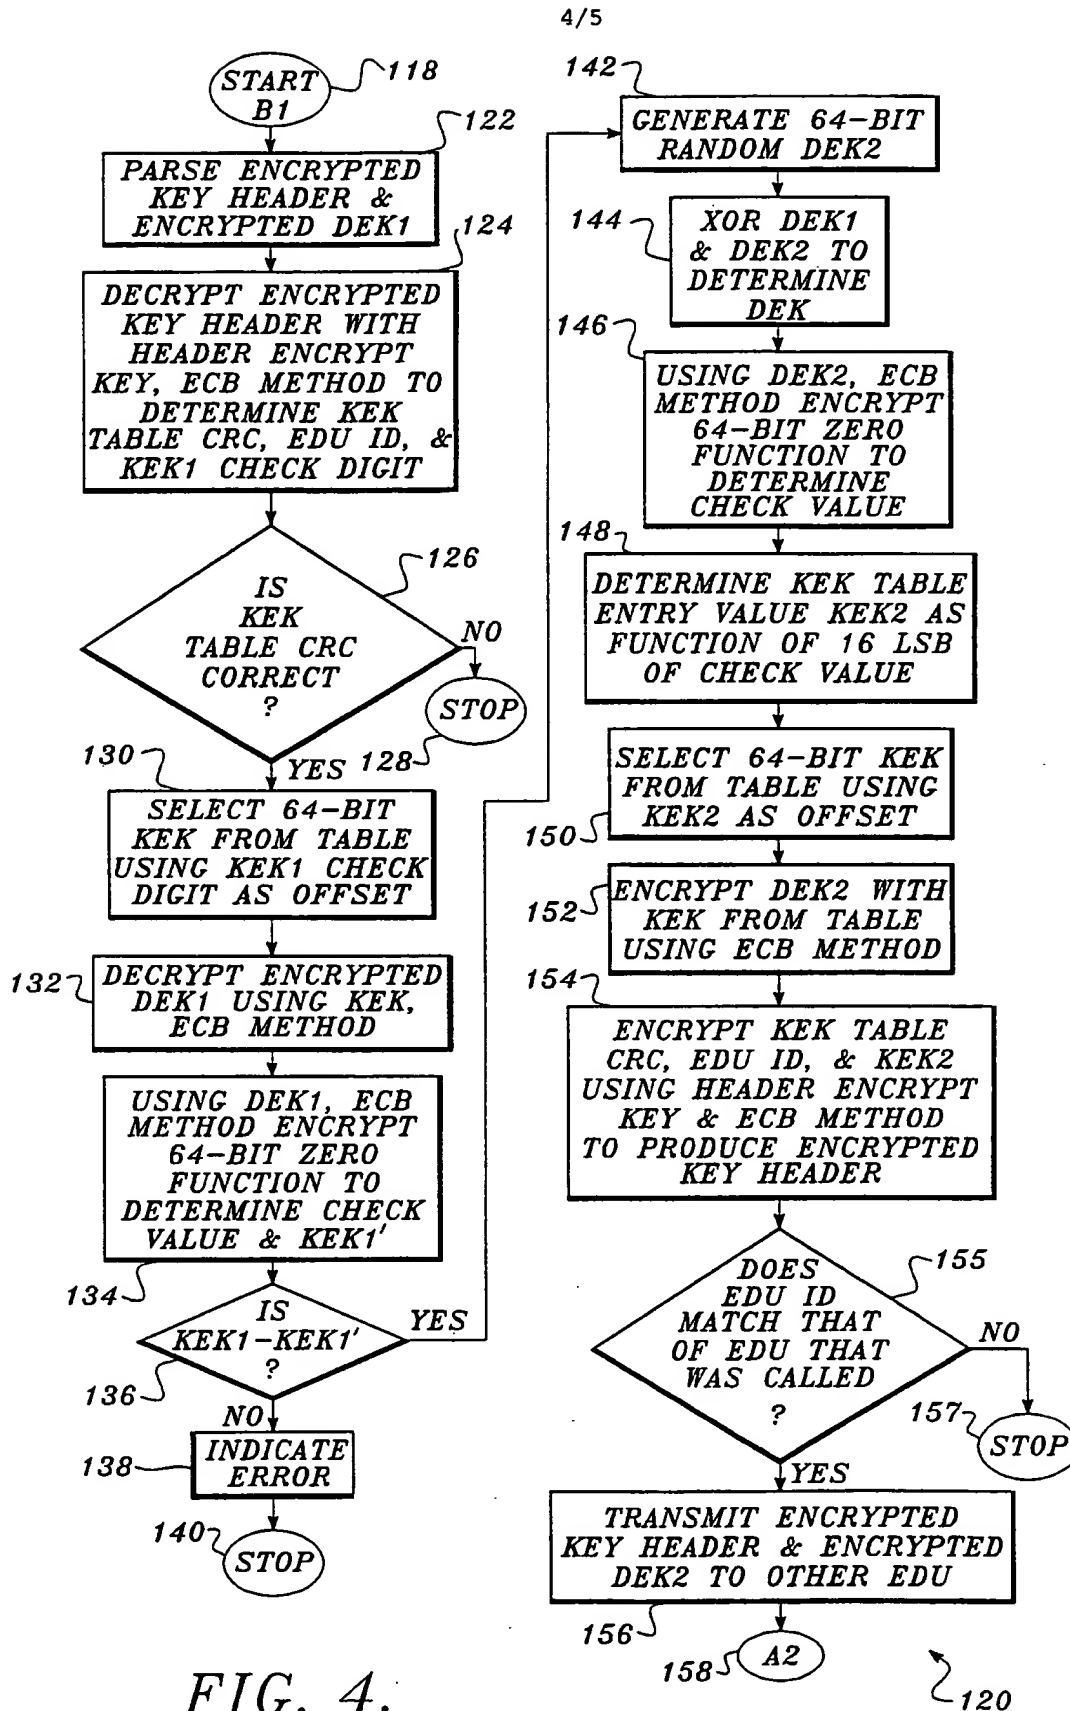 4/5
START
B1
118
PARSE ENCRYPTED
KEY HEADER &
ENCRYPTED DEK1
122
DECRYPT ENCRYPTED
KEY HEADER WITH
HEADER ENCRYPT
KEY, ECB METHOD TO
DETERMINE KEK
TABLE CRC, EDU ID, &
KEK1 CHECK DIGIT
124
IS
KEK
TABLE CRC
CORRECT
?
126
NO
STOP
128
YES
130
SELECT 64-BIT
KEK FROM TABLE
USING KEK1 CHECK
DIGIT AS OFFSET
132
DECRYPT ENCRYPTED
DEK1 USING KEK,
ECB METHOD
USING DEK1, ECB
METHOD ENCRYPT
64-BIT ZERO
FUNCTION TO
DETERMINE CHECK
VALUE & KEK1'
134
IS
KEK1-KEK1'
?
136
YES
NO
138
INDICATE
ERROR
140
STOP
142
GENERATE 64-BIT
RANDOM DEK2
144
XOR DEK1
& DEK2 TO
DETERMINE
DEK
146
USING DEK2, ECB
METHOD ENCRYPT
64-BIT ZERO
FUNCTION TO
DETERMINE
CHECK VALUE
148
DETERMINE KEK TABLE
ENTRY VALUE KEK2 AS
FUNCTION OF 16 LSB
OF CHECK VALUE
SELECT 64-BIT KEK
FROM TABLE USING
KEK2 AS OFFSET
150
152
ENCRYPT DEK2 WITH
KEK FROM TABLE
USING ECB METHOD
154
ENCRYPT KEK TABLE
CRC, EDU ID, & KEK2
USING HEADER ENCRYPT
KEY & ECB METHOD
TO PRODUCE ENCRYPTED
KEY HEADER
DOES
EDU ID
MATCH THAT
OF EDU THAT
WAS CALLED
?
155
NO
157
STOP
YES
TRANSMIT ENCRYPTED
KEY HEADER & ENCRYPTED
DEK2 TO OTHER EDU
156
158
A2
120
FIG. 4.